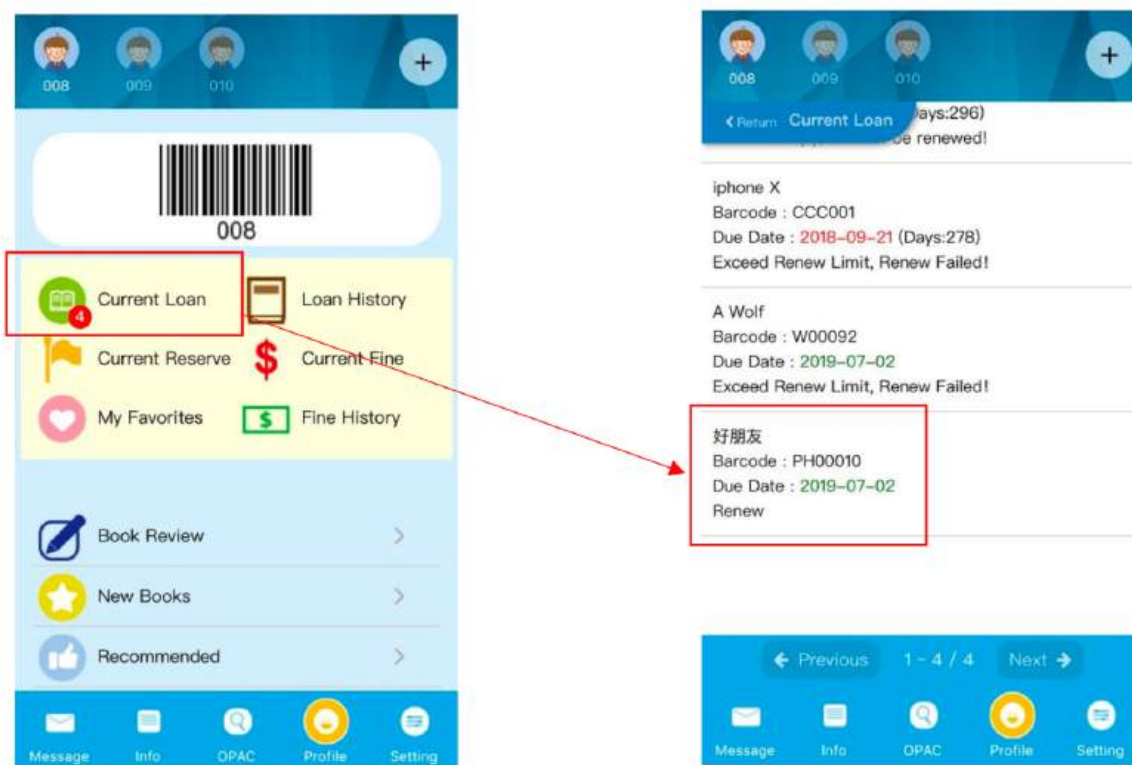 008
009
010
+
008
Current Loan
4
Loan History
Current Reserve
$
Current Fine
My Favorites
$
Fine History
Book Review
New Books
Recommended
Message
Info
OPAC
Profile
Setting
008
009
010
+
Return
Current Loan
ays:296)
be renewed!
iphone X
Barcode : CCC001
Due Date : 2018-09-21 (Days:278)
Exceed Renew Limit, Renew Failed!
A Wolf
Barcode : W00092
Due Date : 2019-07-02
Exceed Renew Limit, Renew Failed!
好朋友
Barcode : PH00010
Due Date : 2019-07-02
Renew
Previous
1 - 4 / 4
Next
Message
Info
OPAC
Profile
Setting